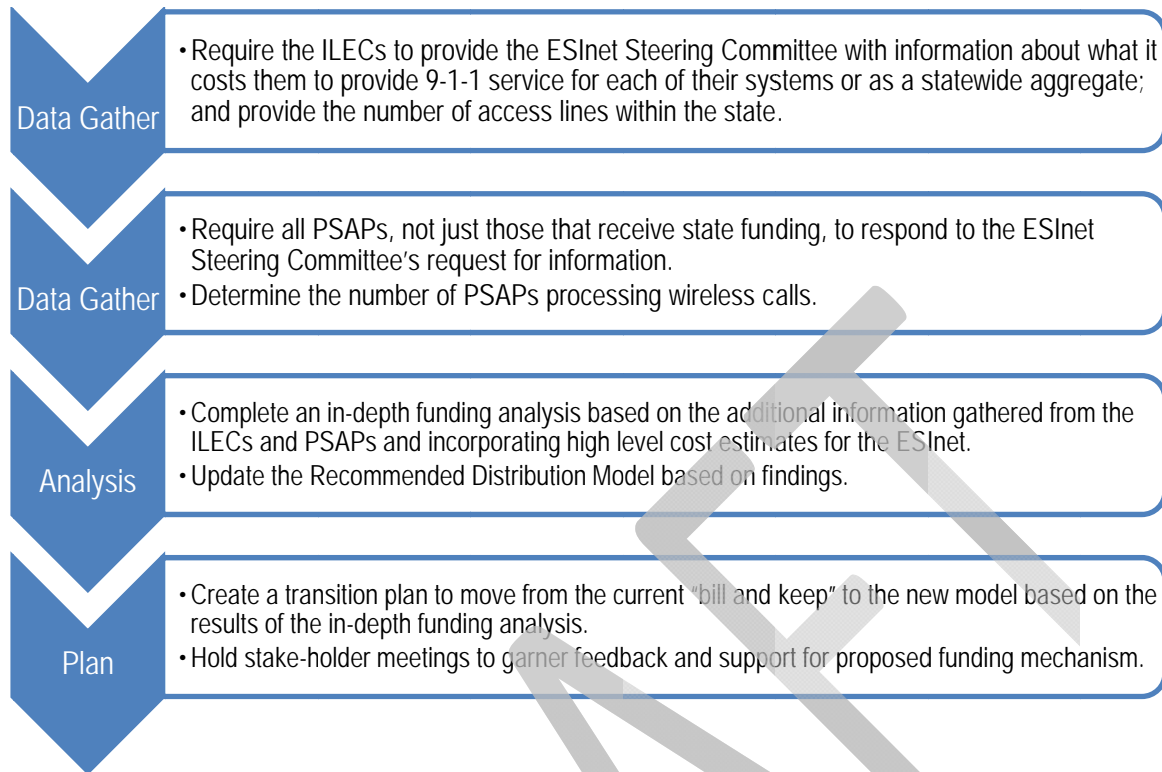 Data Gather
• Require the ILECs to provide the ESInet Steering Committee with information about what it
costs them to provide 9-1-1 service for each of their systems or as a statewide aggregate;
and provide the number of access lines within the state.
Data Gather
• Require all PSAPs, not just those that receive state funding, to respond to the ESInet
Steering Committee's request for information.
• Determine the number of PSAPs processing wireless calls.
Analysis
• Complete an in-depth funding analysis based on the additional information gathered from the
ILECs and PSAPs and incorporating high level cost estimates for the ESInet.
• Update the Recommended Distribution Model based on findings.
Plan
• Create a transition plan to move from the current "bill and keep" to the new model based on the
results of the in-depth funding analysis.
• Hold stake-holder meetings to garner feedback and support for proposed funding mechanism.